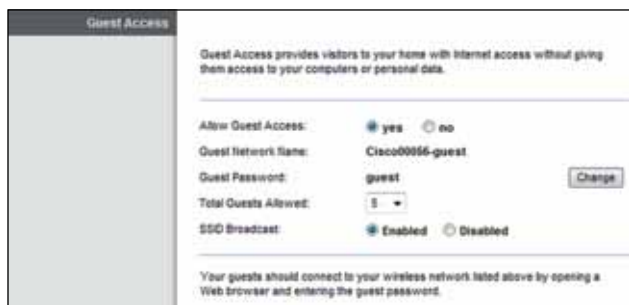 Guest Access
Guest Access provides visitors to your home with Internet access without giving
them access to your computers or personal data.
Allow Guest Access: yes no
Guest Network Name: Cisco00056-guest
Guest Password: guest Change
Total Guests Allowed: 5
SSID Broadcast: Enabled Disabled
Your guests should connect to your wireless network listed above by opening a
Web browser and entering the guest password.